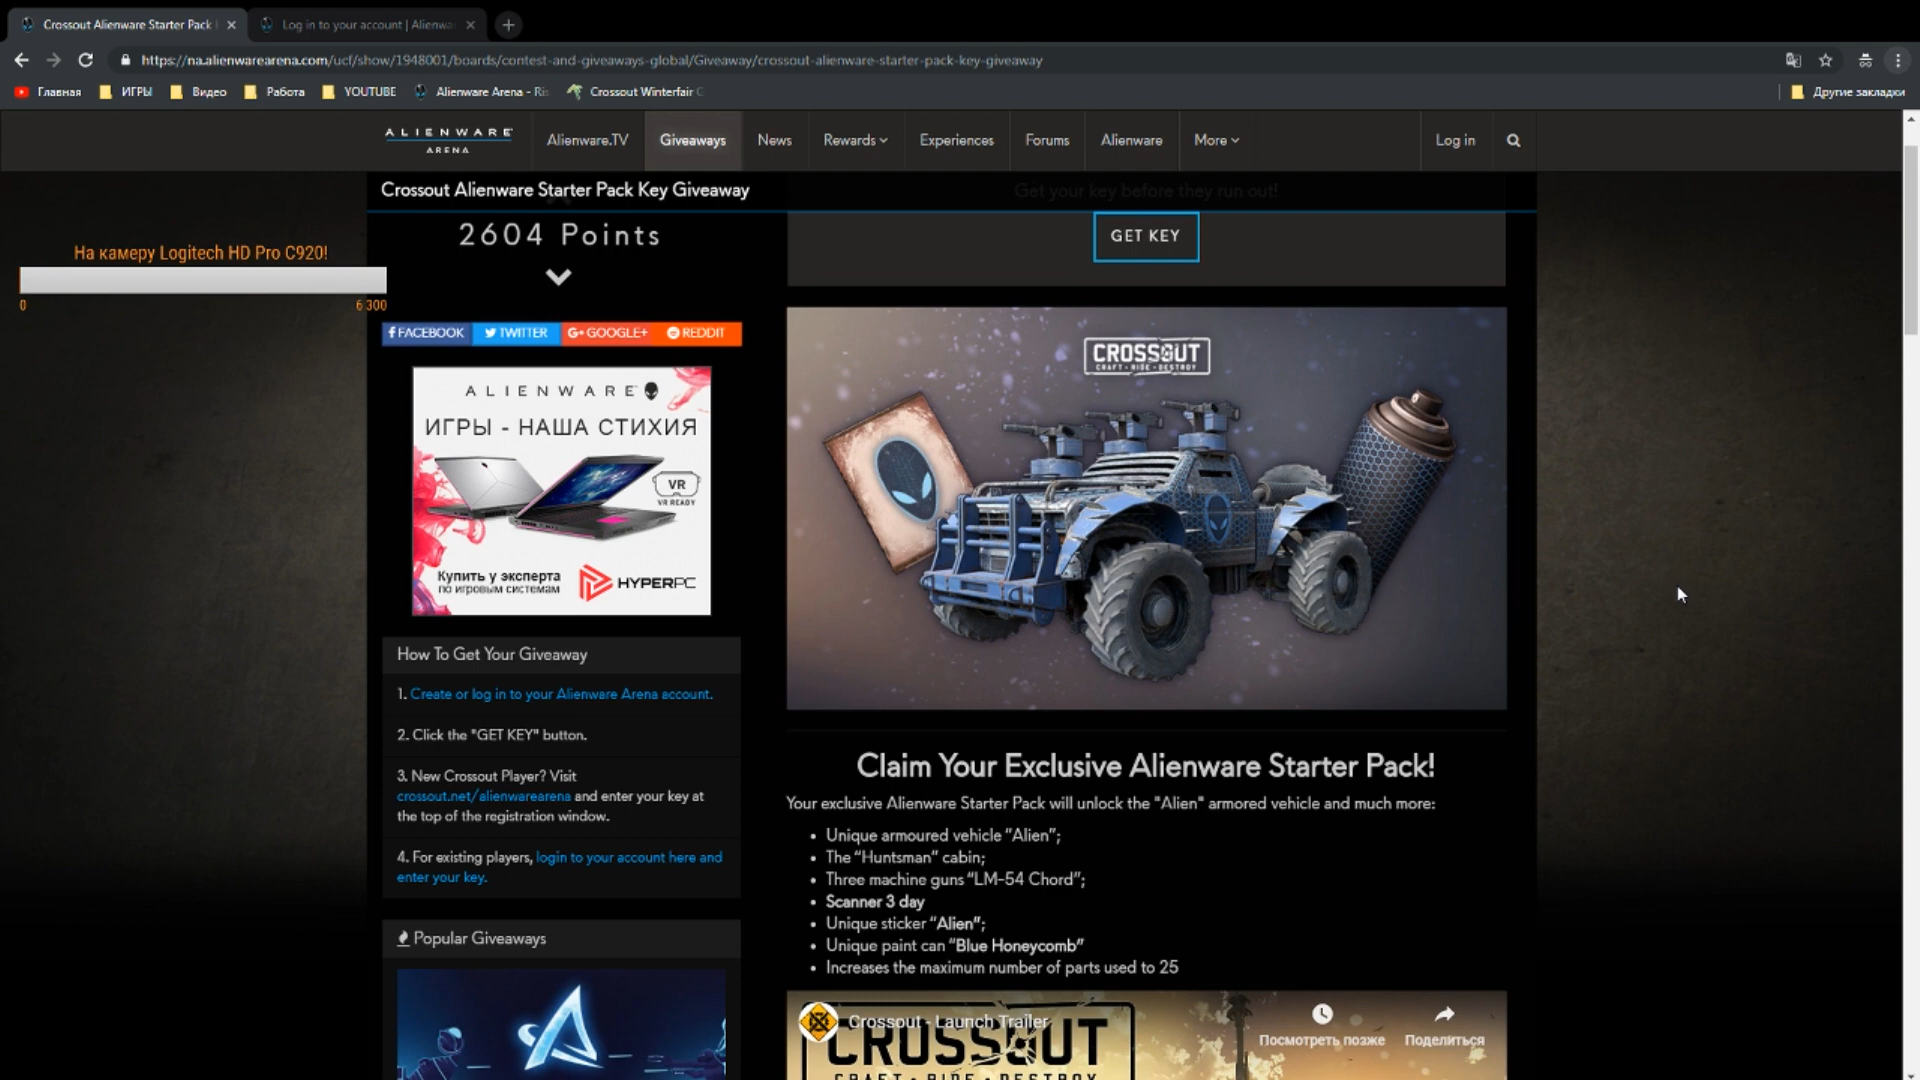 Crossout Alienware Starter Pack
Log in to your account | Alienwa
https://na.alienwarearena.com/ucf/show/1948001/boards/contest-and-giveaways-global/Giveaway/crossout-alienware-starter-pack-key-giveaway
Главная
ИГРЫ
Видео
Работа
YOUTUBE
Alienware Arena - Ris
Crossout Winterfair
Другие закладки
ALIENWARE
ARENA
Alienware.TV
Giveaways
News
Rewards
Experiences
Forums
Alienware
More
Log in
Crossout Alienware Starter Pack Key Giveaway
Get your key before they run out!
2604 Points
GET KEY
На камеру Logitech HD Pro C920!
0
6 300
FACEBOOK
TWITTER
G+ GOOGLE+
REDDIT
ALIENWARE
ИГРЫ - НАША СТИХИЯ
VR
VR READY
Купить у эксперта
по игровым системам
HYPERPC
CROSSOUT
CRAFT • RIDE • DESTROY
How To Get Your Giveaway
1. Create or log in to your Alienware Arena account.
2. Click the "GET KEY" button.
3. New Crossout Player? Visit
crossout.net/alienwarearena and enter your key at
the top of the registration window.
4. For existing players, login to your account here and
enter your key.
Popular Giveaways
Claim Your Exclusive Alienware Starter Pack!
Your exclusive Alienware Starter Pack will unlock the "Alien" armored vehicle and much more:
• Unique armoured vehicle “Alien”;
• The “Huntsman” cabin;
• Three machine guns “LM-54 Chord”;
• Scanner 3 day
• Unique sticker “Alien”;
• Unique paint can “Blue Honeycomb”
• Increases the maximum number of parts used to 25
Crossout - Launch Trailer
Посмотреть позже
Поделиться
CROSSOUT
CRAFT • RIDE • DESTROY